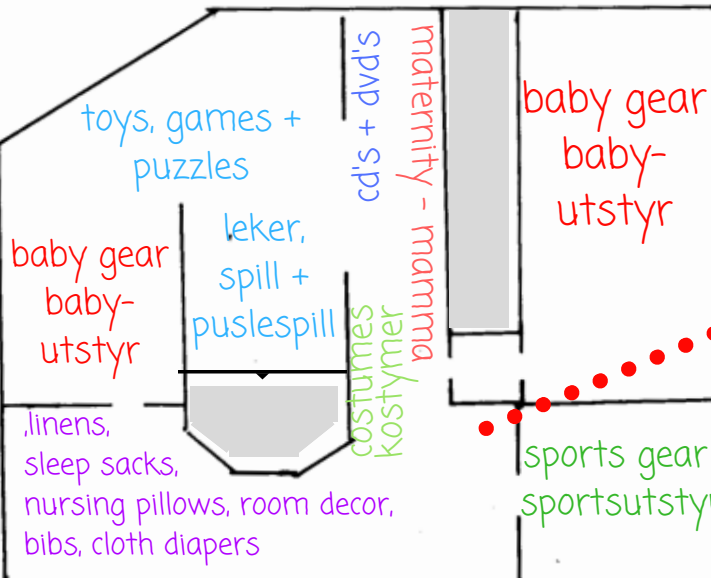 toys, games +
puzzles
leker,
spill +
puslespill
cd's + dvd's
maternity - mamma
baby gear
baby-
utstyr
baby gear
baby-
utstyr
costumes
kostymer
,linens,
sleep sacks,
nursing pillows, room decor,
bibs, cloth diapers
sports gear